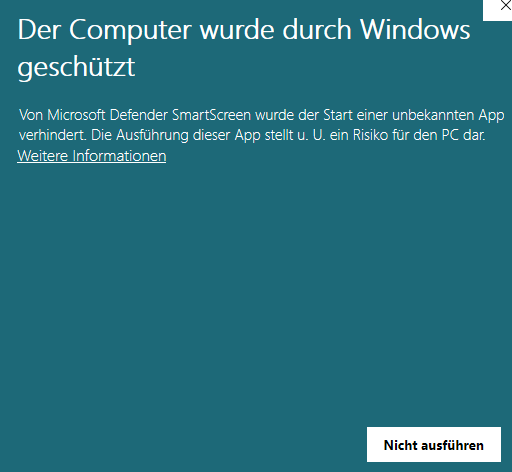 Der Computer wurde durch Windows
geschützt
Von Microsoft Defender SmartScreen wurde der Start einer unbekannten App
verhindert. Die Ausführung dieser App stellt u. U. ein Risiko für den PC dar.
Weitere Informationen
Nicht ausführen